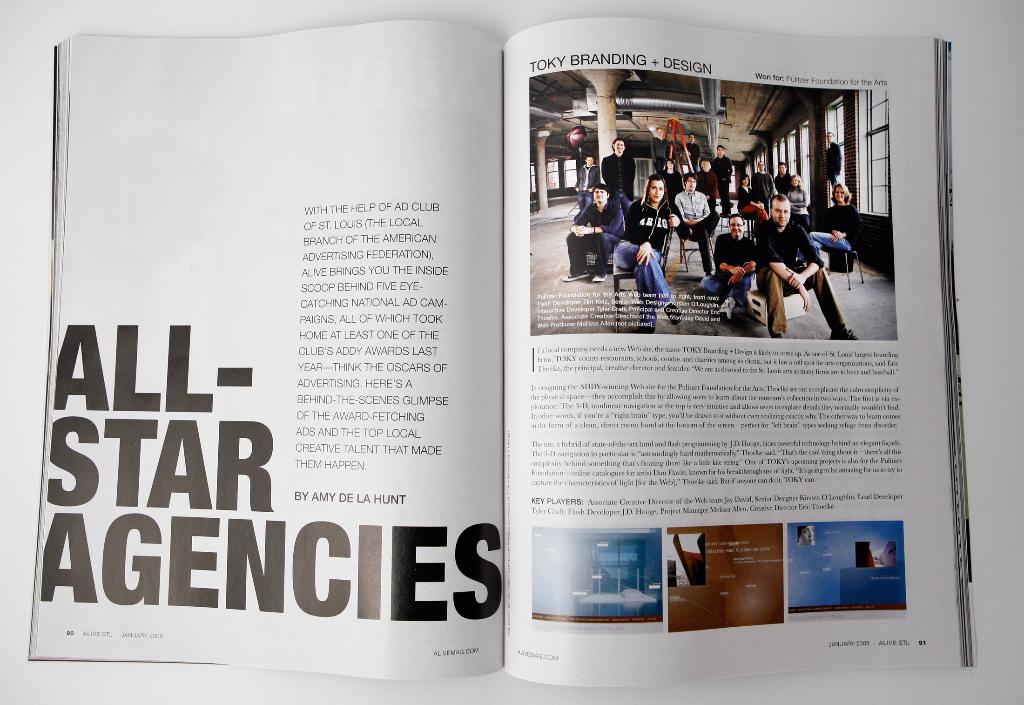 WITH THE HELP OF AD CLUB
OF ST. LOUIS (THE LOCAL
BRANCH OF THE AMERICAN
ADVERTISING FEDERATION),
ALIVE BRINGS YOU THE INSIDE
SCOOP BEHIND FIVE EYE-
CATCHING NATIONAL AD CAM-
PAIGNS, ALL OF WHICH TOOK
HOME AT LEAST ONE OF THE
CLUB'S ADDY AWARDS LAST
YEAR—THINK THE OSCARS OF
ADVERTISING. HERE'S A
BEHIND-THE-SCENES GLIMPSE
OF THE AWARD-FETCHING
ADS AND THE TOP LOCAL
CREATIVE TALENT THAT MADE
THEM HAPPEN.
BY AMY DE LA HUNT
ALL-
STAR
AGENCIES
90 ALIVE STL JANUARY 2008
ALIVEMAG.COM
TOKY BRANDING + DESIGN
Won for: Pulitzer Foundation for the Arts
Pulitzer Foundation for the Arts Web team (left to right, front row):
Flash Developer Senior Web Designer Kirsten O'Loughlin,
Interactive Developer Tyler Craft, Principal and Creative Director Eric
Thoelke, Associate Creative Director of the Web team Jay David and
Web Producer Melissa Allen (not pictured).
If a local company needs a new Web site, the name TOKY Branding + Design is likely to come up. As one of St. Louis' largest branding
firms, TOKY counts restaurants, schools, condos and charities among its clients, but it has a soft spot for arts organizations, said Eric
Thoelke, the principal, creative director and founder. "We are as devoted to the St. Louis arts as many firms are to beer and baseball."
In designing the ADDY-winning Web site for the Pulitzer Foundation for the Arts, Thoelke set out to replicate the calm simplicity of
the physical space—they accomplish this by allowing users to learn about the museum's collection in two ways. The first is via ex-
ploration: The 3-D, nonlinear navigation at the top is very intuitive and allows users to explore details they normally wouldn't find.
In other words, if you're a "right brain" type, you'll be drawn to it without even realizing exactly why. The other way to learn comes
in the form of a clean, direct menu band at the bottom of the screen—perfect for "left brain" types seeking refuge from disorder.
The site, a hybrid of state-of-the-art html and flash programming by J.D. Hooge, hides powerful technology behind an elegant façade.
The 3-D navigation in particular is "astoundingly hard mathematically," Thoelke said. "That's the cool thing about it—there's all this
complexity behind something that's floating there like a little kite string." One of TOKY's upcoming projects is also for the Pulitzer
Foundation—online catalogues for artist Dan Flavin, known for his breakthrough use of light. "It's going to be amazing for us to try to
capture the characteristics of light [for the Web]," Thoelke said. But if anyone can do it, TOKY can.
KEY PLAYERS: Associate Creative Director of the Web team Jay David, Senior Designer Kirsten O'Loughlin, Lead Developer
Tyler Craft, Flash Developer J.D. Hooge, Project Manager Melissa Allen, Creative Director Eric Thoelke
ALIVEMAG.COM
JANUARY 2008 ALIVE STL 91